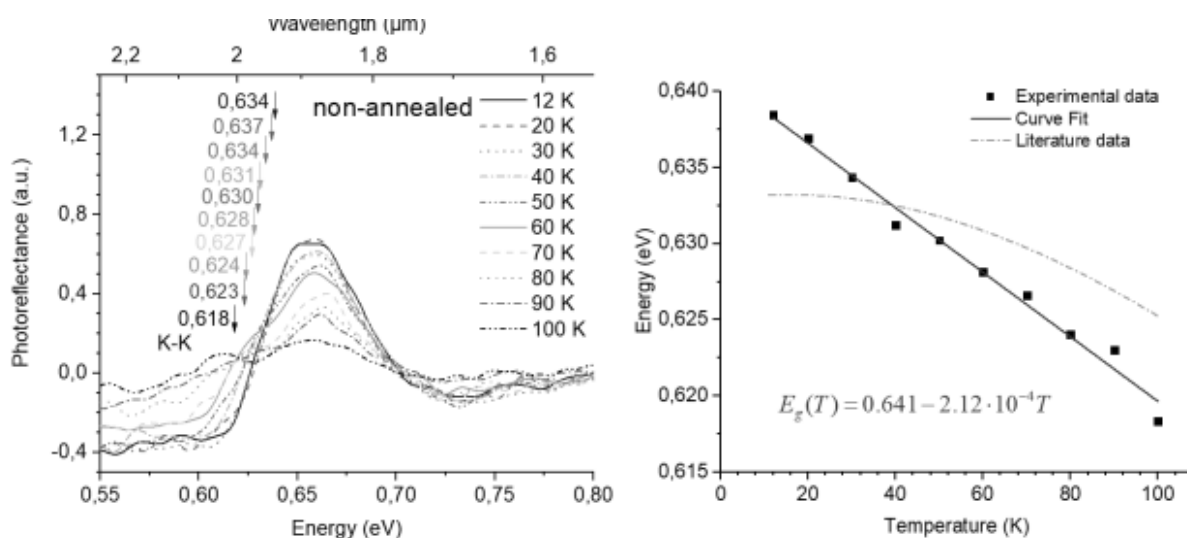 Wavelength (µm)
2,2 2 1,8 1,6
non-annealed
0,634
0,637
0,634
0,631
0,630
0,628
0,627
0,624
0,623
0,618
K-K
12 K
20 K
30 K
40 K
50 K
60 K
70 K
80 K
90 K
100 K
Photoreflectance (a.u.)
1,2
0,8
0,4
0,0
-0,4
0,55 0,60 0,65 0,70 0,75 0,80
Energy (eV)
Experimental data
Curve Fit
Literature data
Energy (eV)
0,640
0,635
0,630
0,625
0,620
0,615
E_g(T) = 0.641 − 2.12 · 10⁻⁴T
0 20 40 60 80 100
Temperature (K)